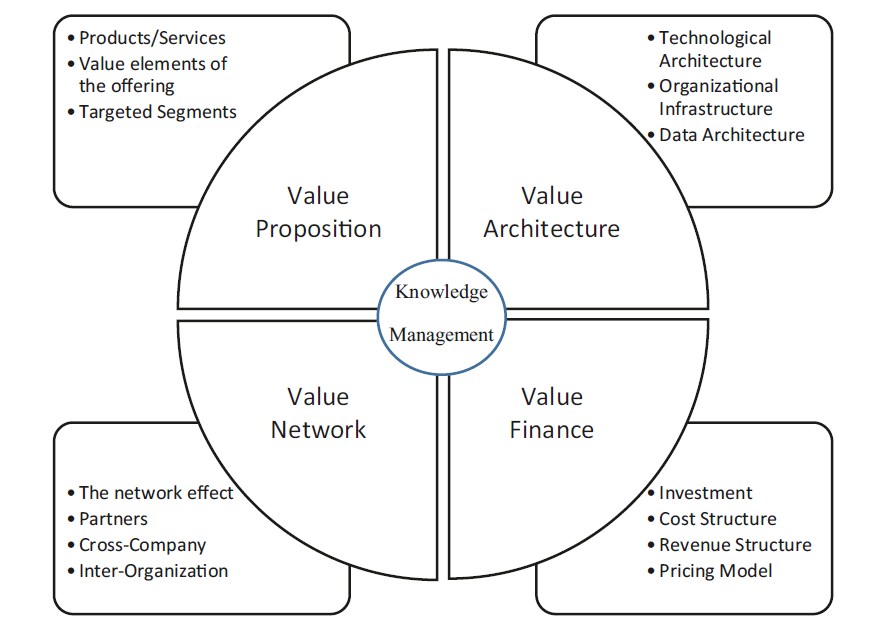 • Products/Services
• Value elements of
the offering
• Targeted Segments
• Technological
Architecture
• Organizational
Infrastructure
• Data Architecture
Value
Proposition
Value
Architecture
Knowledge
Management
Value
Network
Value
Finance
• The network effect
• Partners
• Cross-Company
• Inter-Organization
• Investment
• Cost Structure
• Revenue Structure
• Pricing Model